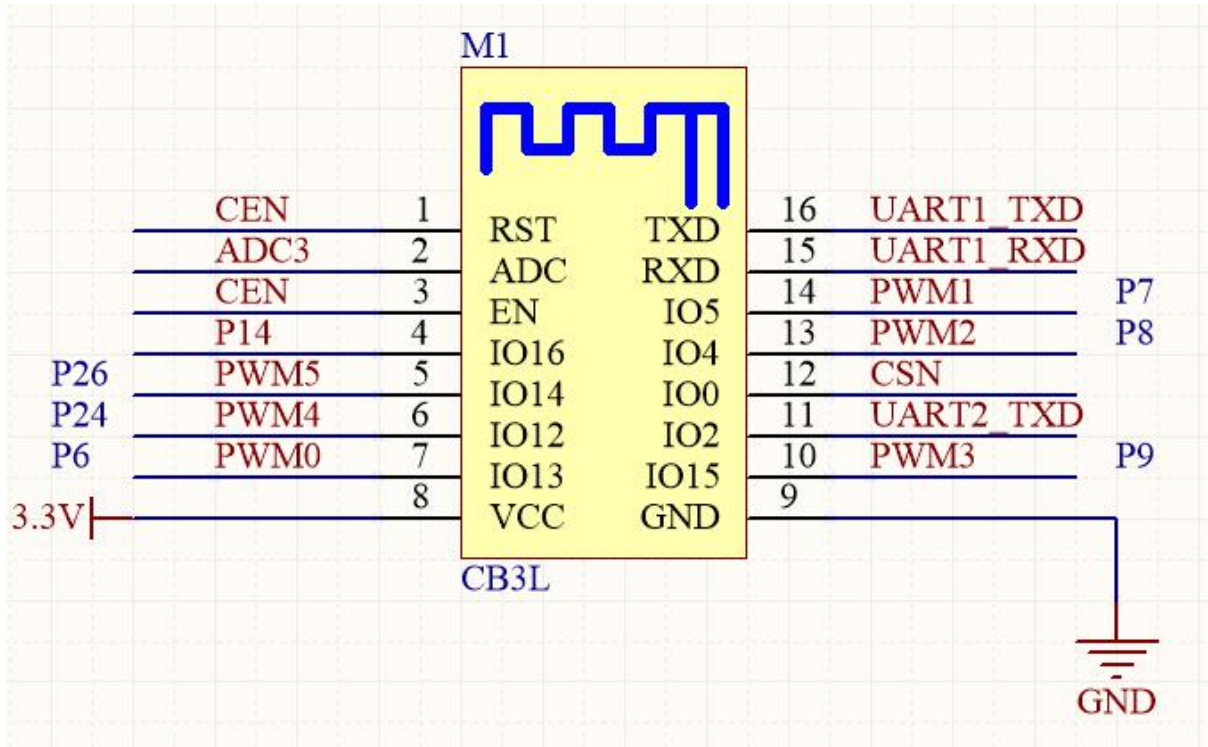 M1
CEN 1 RST TXD 16 UART1_TXD
ADC3 2 ADC RXD 15 UART1_RXD
CEN 3 EN IO5 14 PWM1 P7
P14 4 IO16 IO4 13 PWM2 P8
P26 PWM5 5 IO14 IO0 12 CSN
P24 PWM4 6 IO12 IO2 11 UART2_TXD
P6 PWM0 7 IO13 IO15 10 PWM3 P9
3.3V 8 VCC GND 9
CB3L
GND